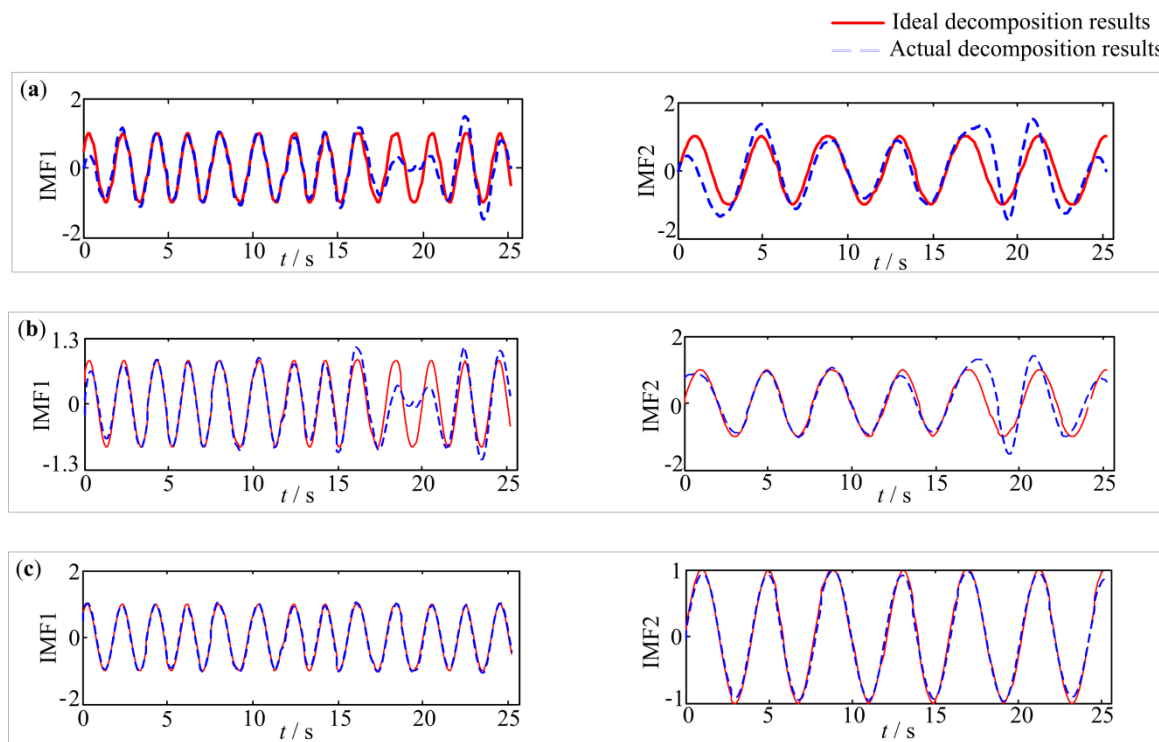 Ideal decomposition results
Actual decomposition results
(a)
2
0
-2
IMF1
0 5 10 15 20 25
t / s
2
0
-2
IMF2
0 5 10 15 20 25
t / s
(b)
1.3
0
-1.3
IMF1
0 5 10 15 20 25
t / s
2
0
-2
IMF2
0 5 10 15 20 25
t / s
(c)
2
0
-2
IMF1
0 5 10 15 20 25
t / s
1
0
-1
IMF2
0 5 10 15 20 25
t / s